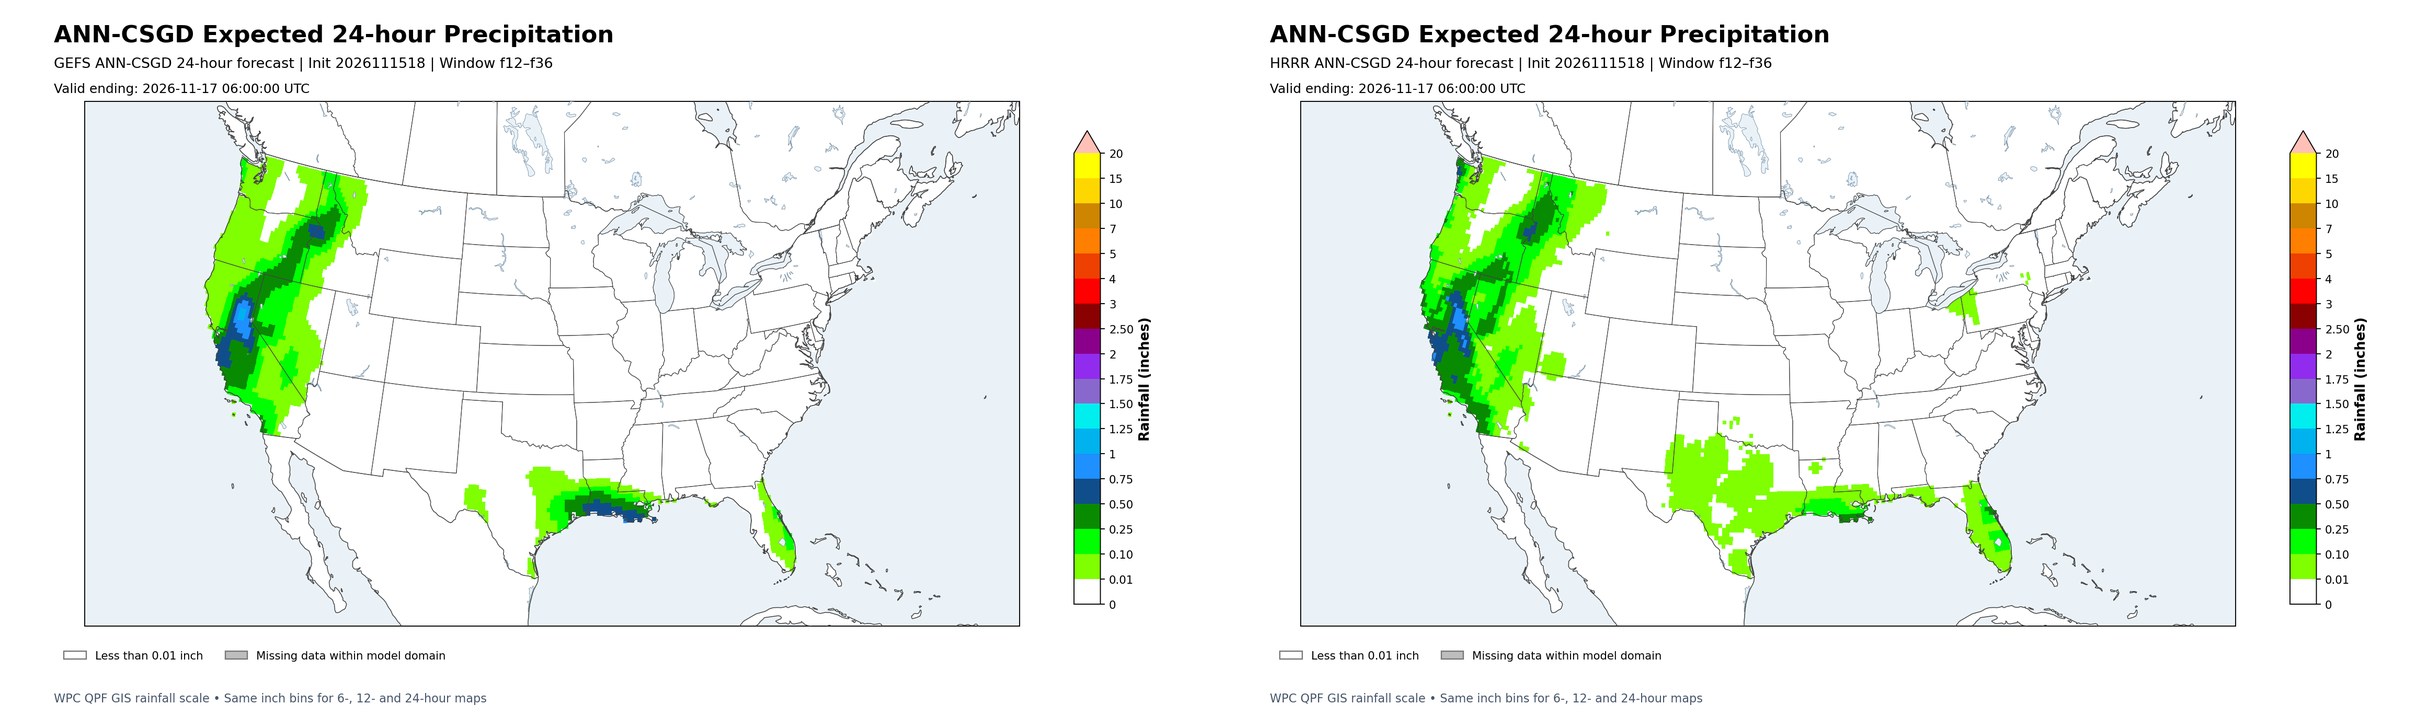 ANN-CSGD Expected 24-hour Precipitation
GEFS ANN-CSGD 24-hour forecast | Init 2026111518 | Window f12–f36
Valid ending: 2026-11-17 06:00:00 UTC
20
15
10
7
5
4
3
2.50
2
1.75
1.50
1.25
1
0.75
0.50
0.25
0.10
0.01
0
Rainfall (inches)
Less than 0.01 inch
Missing data within model domain
WPC QPF GIS rainfall scale • Same inch bins for 6-, 12- and 24-hour maps
ANN-CSGD Expected 24-hour Precipitation
HRRR ANN-CSGD 24-hour forecast | Init 2026111518 | Window f12–f36
Valid ending: 2026-11-17 06:00:00 UTC
20
15
10
7
5
4
3
2.50
2
1.75
1.50
1.25
1
0.75
0.50
0.25
0.10
0.01
0
Rainfall (inches)
Less than 0.01 inch
Missing data within model domain
WPC QPF GIS rainfall scale • Same inch bins for 6-, 12- and 24-hour maps